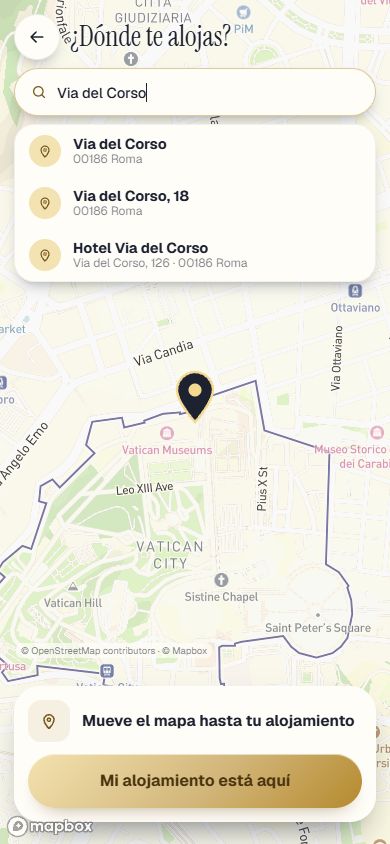 CITTÀ
GIUDIZIARIA
¿Dónde te alojas?
PiM
Via del Corso
Via del Corso
00186 Roma
Via del Corso, 18
00186 Roma
Hotel Via del Corso
Via del Corso, 126 · 00186 Roma
Ottaviano
Via Candia
Via Ottaviano
Vatican Museums
Museo Storico
dei Carabi
Angelo Emo
Leo XIII Ave
Pius X St
VATICAN
CITY
Sistine Chapel
Vatican Hill
Saint Peter's Square
© OpenStreetMap contributors · © Mapbox
Mueve el mapa hasta tu alojamiento
Mi alojamiento está aquí
mapbox